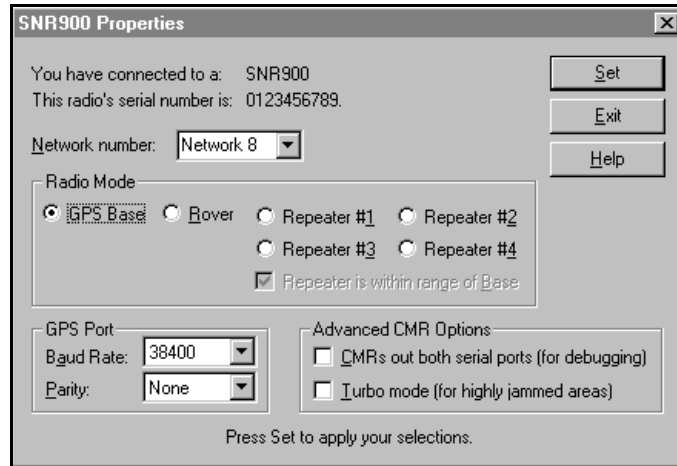 SNR900 Properties
You have connected to a: SNR900
This radio's serial number is: 0123456789.
Network number: Network 8
Set
Exit
Help
Radio Mode
GPS Base Rover Repeater #1 Repeater #2
Repeater #3 Repeater #4
Repeater is within range of Base
GPS Port
Baud Rate: 38400
Parity: None
Advanced CMR Options
CMRs out both serial ports (for debugging)
Turbo mode (for highly jammed areas)
Press Set to apply your selections.